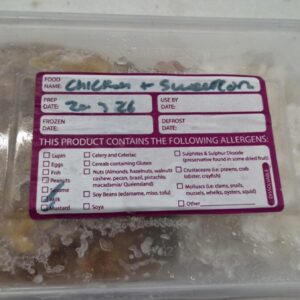 FOOD NAME: Chicken + Sweetcorn
PREP DATE: 20 7 26 USE BY DATE:
FROZEN DATE: DEFROST DATE:
THIS PRODUCT CONTAINS THE FOLLOWING ALLERGENS:
Lupin
Eggs
Fish
Peanuts
Sesame
Milk
Mustard
Celery and Celeriac
Cereals containing Gluten
Nuts (Almonds, hazelnuts, walnuts
cashew, pecan, brazil, pistachio,
macadamia/ Queensland)
Soy Beans (edamame, miso, tofu)
Soya
Sulphites & Sulphur Dioxide
(preservative found in some dried fruit)
Crustaceans (i.e. prawns, crab
lobster, crayfish)
Molluscs (i.e. clams, snails,
mussels, whelks, oysters, squid)
Other